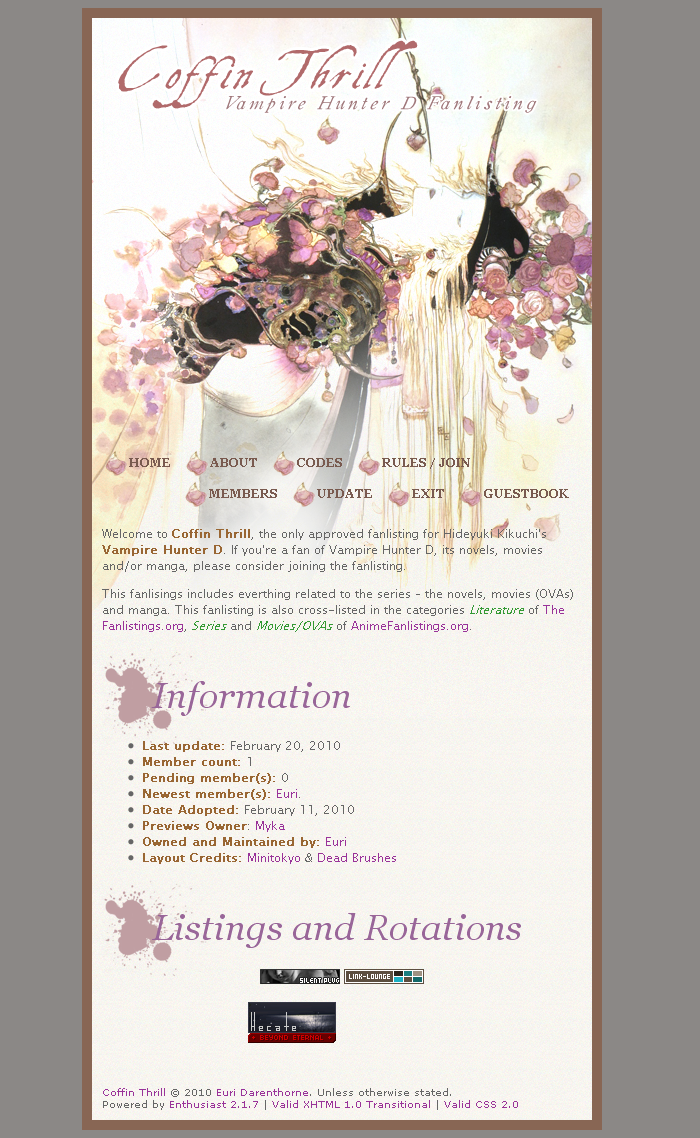 Coffin Thrill
Vampire Hunter D Fanlisting
HOME ABOUT CODES RULES / JOIN
MEMBERS UPDATE EXIT GUESTBOOK
Welcome to Coffin Thrill, the only approved fanlisting for Hideyuki Kikuchi's
Vampire Hunter D. If you're a fan of Vampire Hunter D, its novels, movies
and/or manga, please consider joining the fanlisting.
This fanlisings includes everthing related to the series - the novels, movies (OVAs)
and manga. This fanlisting is also cross-listed in the categories Literature of The
Fanlistings.org, Series and Movies/OVAs of AnimeFanlistings.org.
Information
Last update: February 20, 2010
Member count: 1
Pending member(s): 0
Newest member(s): Euri.
Date Adopted: February 11, 2010
Previews Owner: Myka
Owned and Maintained by: Euri
Layout Credits: Minitokyo & Dead Brushes
Listings and Rotations
SILENTIPLUG LINK-LOUNGE
Hecate
BEYOND ETERNAL
Coffin Thrill © 2010 Euri Darenthorne. Unless otherwise stated.
Powered by Enthusiast 2.1.7 | Valid XHTML 1.0 Transitional | Valid CSS 2.0